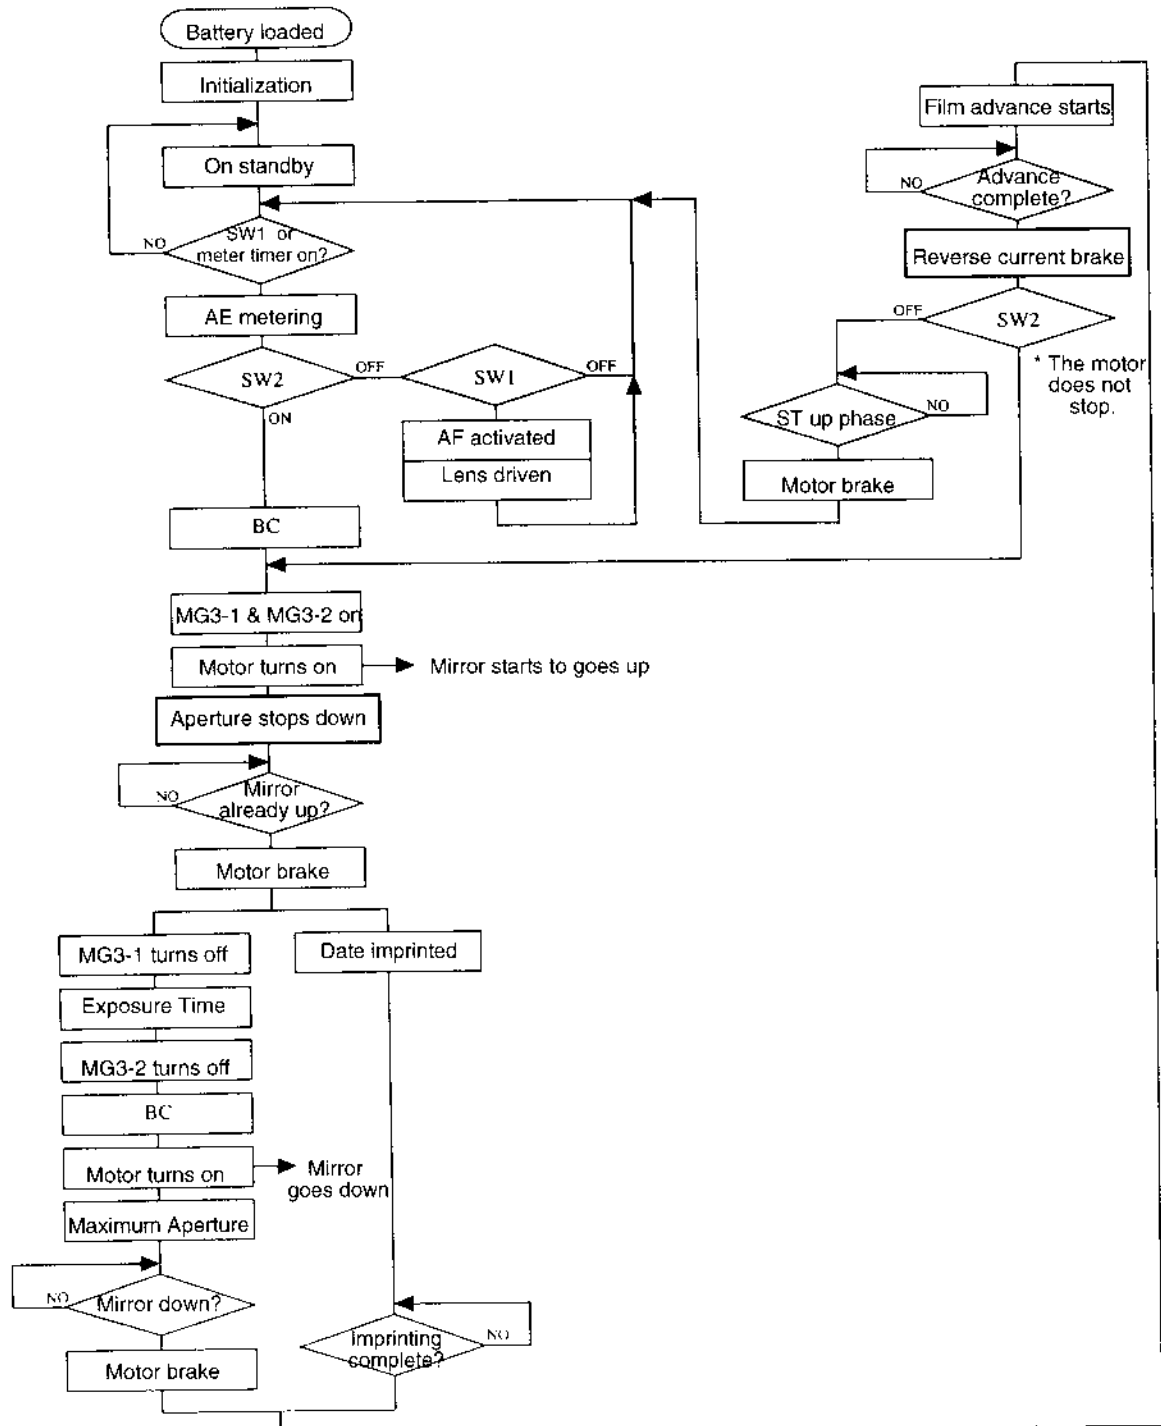 Battery loaded
Initialization
On standby
SW1 or
meter timer on?
NO
AE metering
SW2
OFF
ON
SW1
OFF
AF activated
Lens driven
BC
MG3-1 & MG3-2 on
Motor turns on
Mirror starts to goes up
Aperture stops down
Mirror
already up?
NO
Motor brake
MG3-1 turns off
Exposure Time
MG3-2 turns off
BC
Motor turns on
Mirror
goes down
Maximum Aperture
Mirror down?
NO
Motor brake
Date imprinted
Imprinting
complete?
NO
Film advance starts
Advance
complete?
NO
Reverse current brake
SW2
OFF
* The motor
does not
stop.
ST up phase
NO
Motor brake